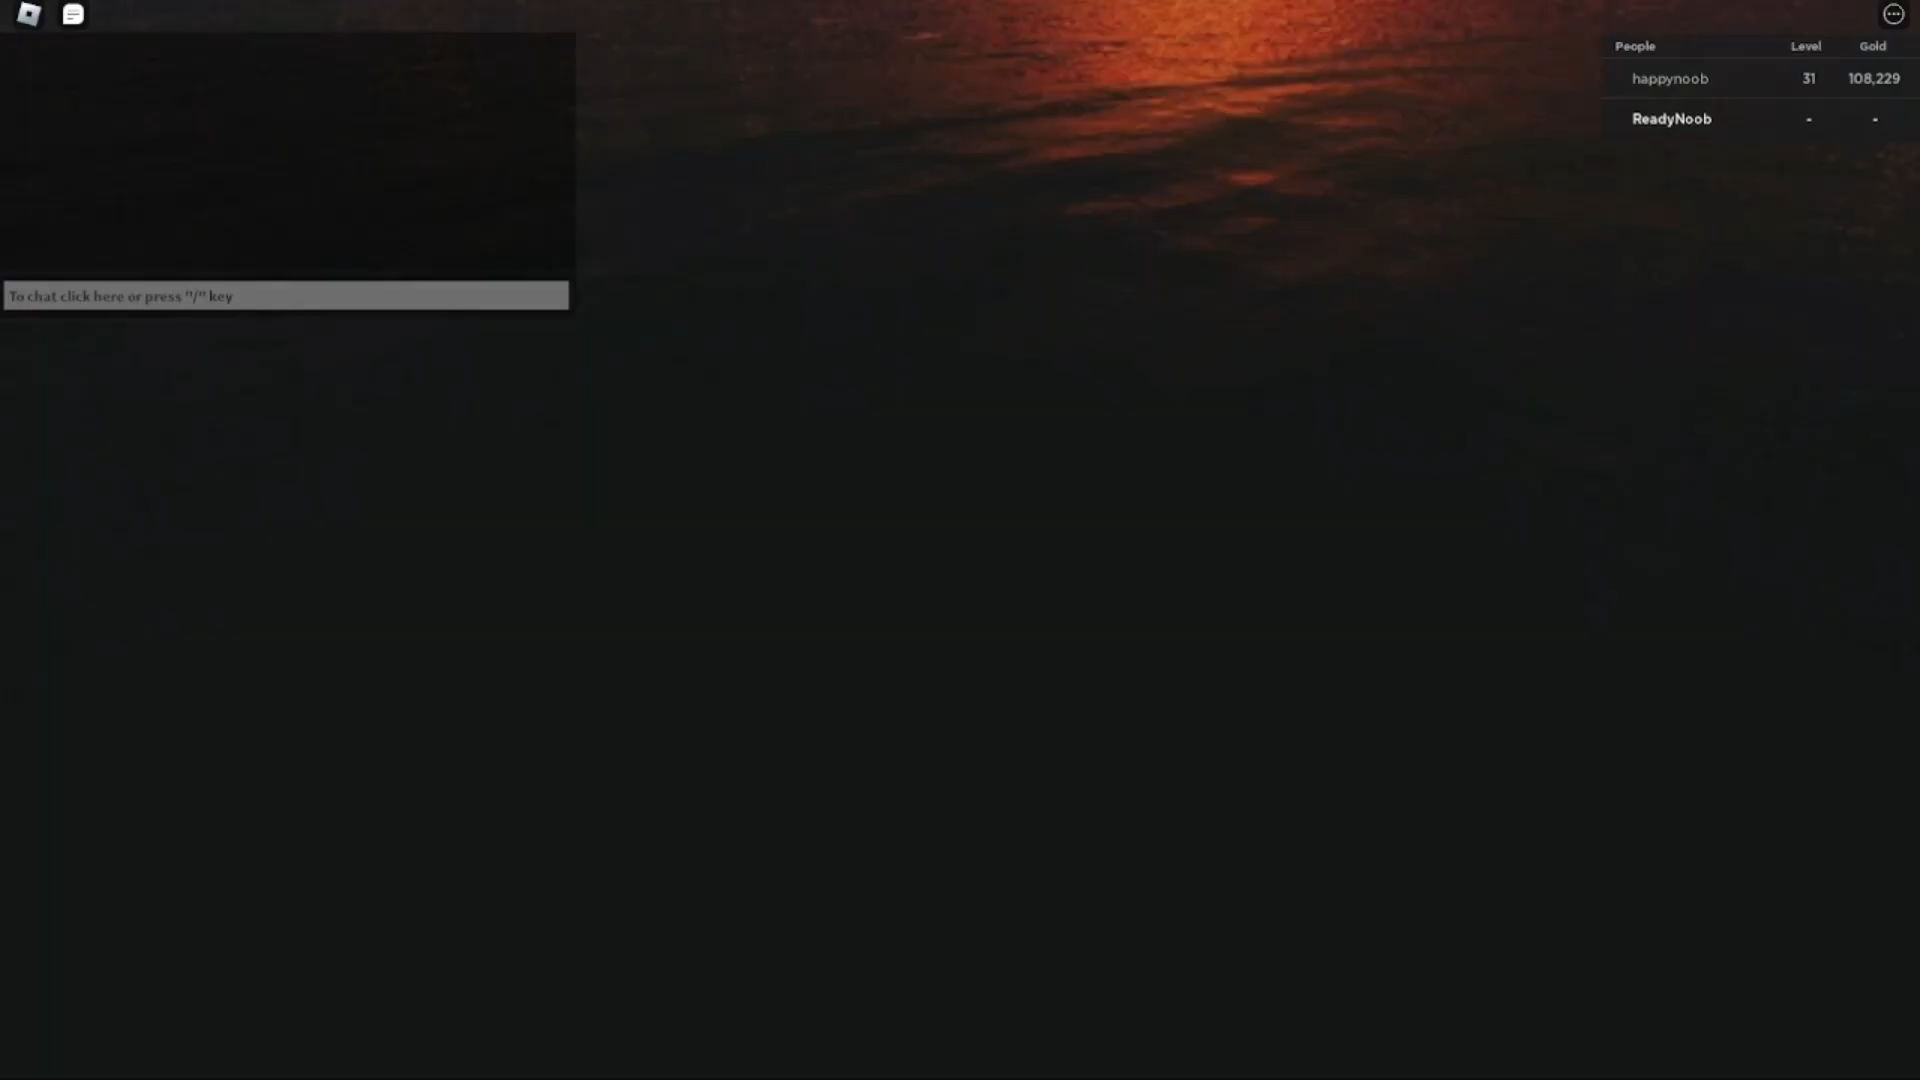 People Level Gold
happynoob 31 108,229
ReadyNoob - -
To chat click here or press "/" key